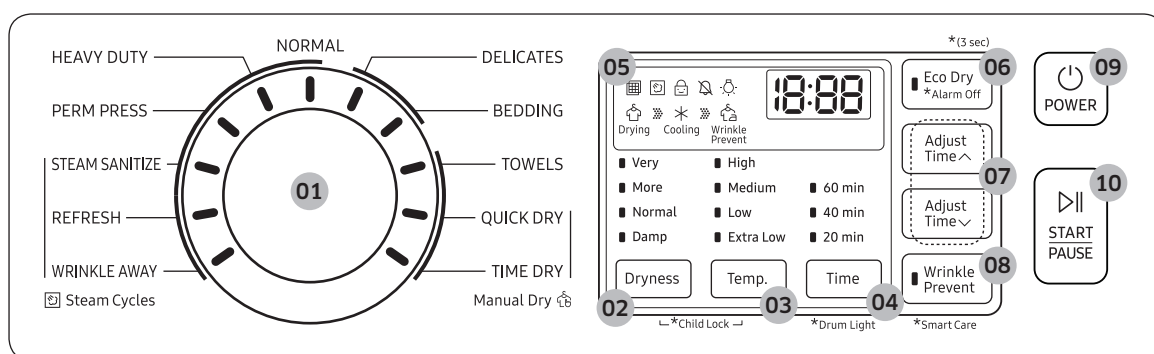 HEAVY DUTY
NORMAL
DELICATES
PERM PRESS
BEDDING
STEAM SANITIZE
TOWELS
REFRESH
QUICK DRY
WRINKLE AWAY
TIME DRY
Steam Cycles
Manual Dry
01
05
18:88
Drying
Cooling
Wrinkle
Prevent
Very
More
Normal
Damp
High
Medium
Low
Extra Low
60 min
40 min
20 min
Dryness
02
Temp.
03
Time
04
*Child Lock
*Drum Light
*(3 sec)
Eco Dry
*Alarm Off
06
Adjust
Time
07
Adjust
Time
Wrinkle
Prevent
08
*Smart Care
09
POWER
10
START
PAUSE